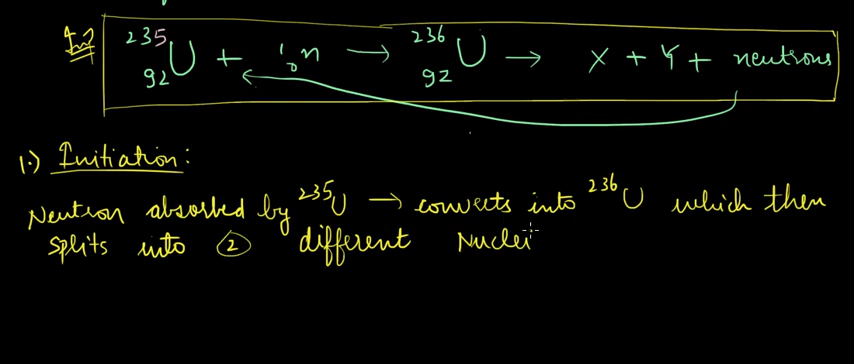 Imp ²³⁵₉₂U + ¹₀n → ²³⁶₉₂U → X + Y + neutrons
1.) Initiation:
Neutron absorbed by ²³⁵U → converts into ²³⁶U which then
splits into 2 different Nuclei